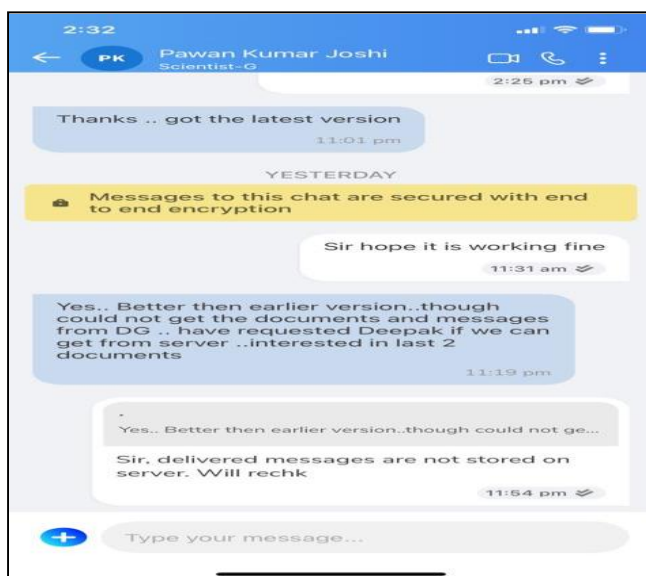 2:32
PK
Pawan Kumar Joshi
Scientist-G
2:25 pm
Thanks .. got the latest version
11:01 pm
YESTERDAY
Messages to this chat are secured with end
to end encryption
Sir hope it is working fine
11:31 am
Yes.. Better then earlier version..though
could not get the documents and messages
from DG .. have requested Deepak if we can
get from server ..interested in last 2
documents
11:19 pm
.
Yes.. Better then earlier version..though could not ge...
Sir, delivered messages are not stored on
server. Will rechk
11:54 pm
Type your message...